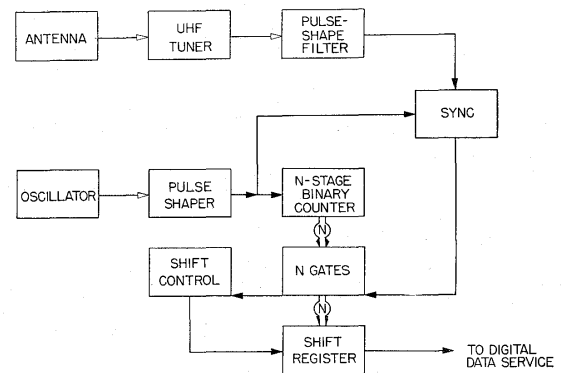 ANTENNA
UHF
TUNER
PULSE-
SHAPE
FILTER
SYNC
OSCILLATOR
PULSE
SHAPER
N-STAGE
BINARY
COUNTER
N
SHIFT
CONTROL
N GATES
N
SHIFT
REGISTER
TO DIGITAL
DATA SERVICE